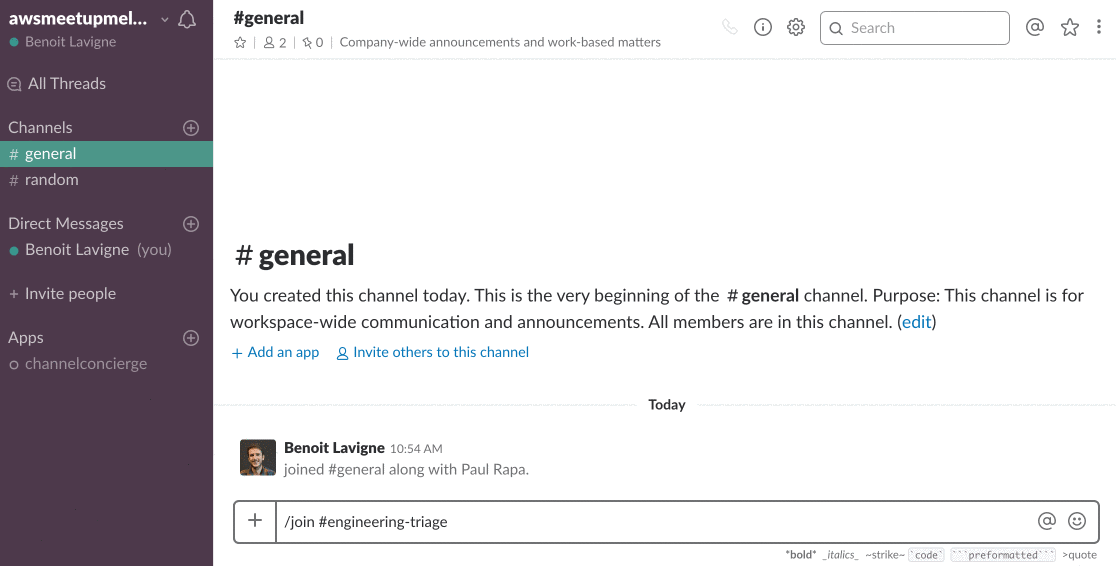 awsmeetupmel...
Benoit Lavigne
All Threads
Channels
# general
# random
Direct Messages
Benoit Lavigne (you)
+ Invite people
Apps
channelconcierge
#general
2 | 0 | Company-wide announcements and work-based matters
Search
# general
You created this channel today. This is the very beginning of the # general channel. Purpose: This channel is for
workspace-wide communication and announcements. All members are in this channel. (edit)
+ Add an app Invite others to this channel
Today
Benoit Lavigne 10:54 AM
joined #general along with Paul Rapa.
/join #engineering-triage
*bold* _italics_ ~strike~ `code` ```preformatted``` >quote